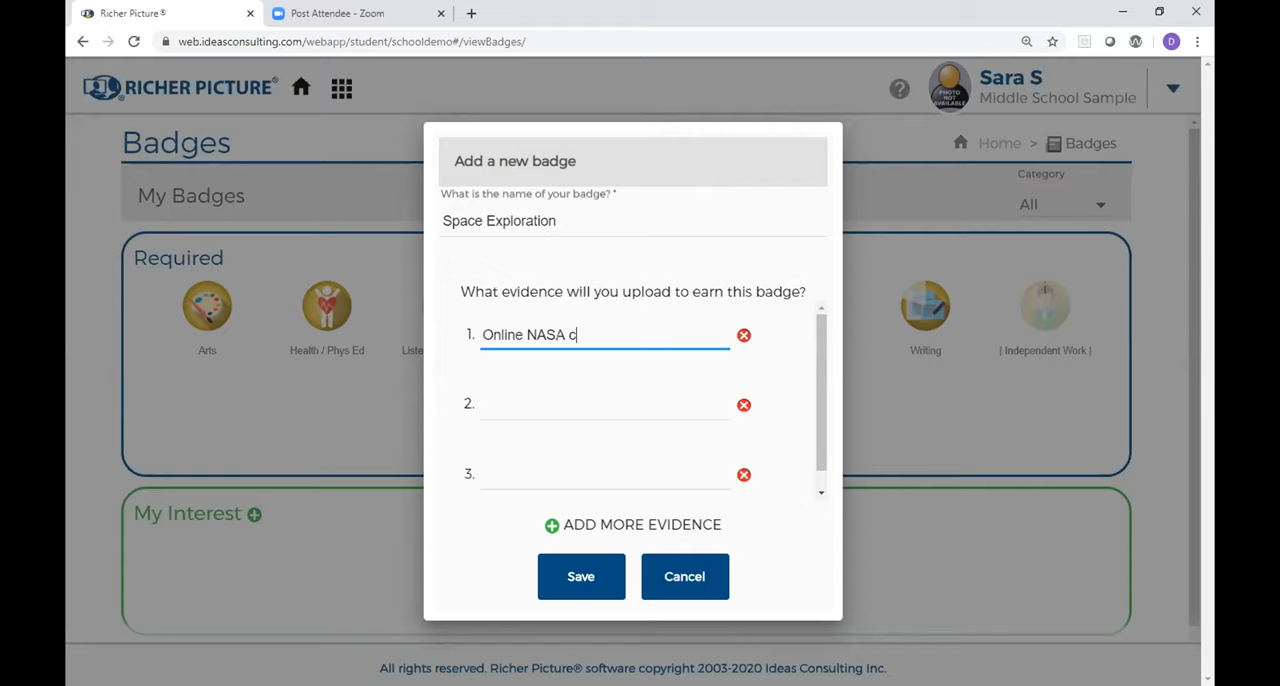 Richer Picture®
Post Attendee - Zoom
web.ideasconsulting.com/webapp/student/schooldemo#/viewBadges/
D
RICHER PICTURE®
PHOTO NOT AVAILABLE
Sara S
Middle School Sample
Badges
Home > Badges
My Badges
Category
All
Required
Arts
Health / Phys Ed
Liste
Writing
| Independent Work |
My Interest
Add a new badge
What is the name of your badge? *
Space Exploration
What evidence will you upload to earn this badge?
1. Online NASA c
2.
3.
ADD MORE EVIDENCE
Save
Cancel
All rights reserved. Richer Picture® software copyright 2003-2020 Ideas Consulting Inc.